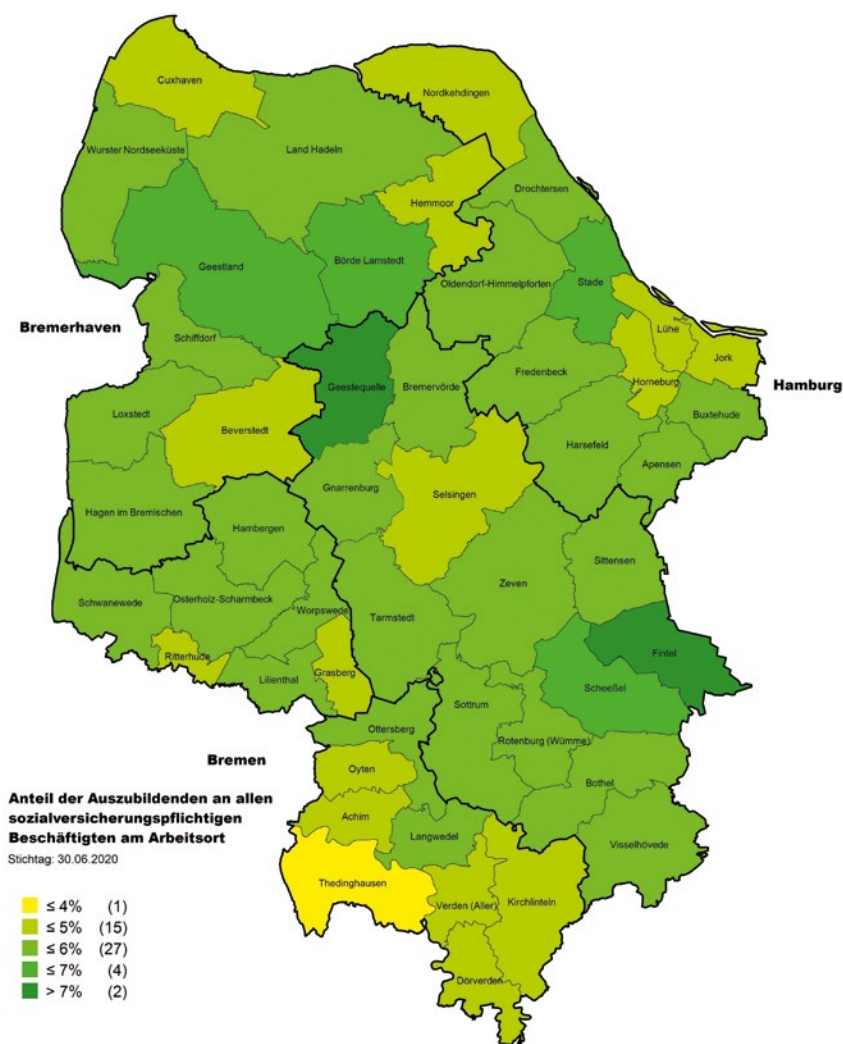 Cuxhaven
Nordkehdingen
Wurster Nordseeküste
Land Hadeln
Drochtersen
Hemmoor
Geestland
Börde Lamstedt
Stade
Oldendorf-Himmelpforten
Bremerhaven
Schiffdorf
Lühe
Jork
Geestequelle
Bremervörde
Fredenbeck
Horneburg
Hamburg
Loxstedt
Buxtehude
Beverstedt
Harsefeld
Apensen
Gnarrenburg
Selsingen
Hagen im Bremischen
Hambergen
Sittensen
Zeven
Schwanewede
Osterholz-Scharmbeck
Worpswede
Tarmstedt
Ritterhude
Fintel
Lilienthal
Grasberg
Scheeßel
Sottrum
Ottersberg
Rotenburg (Wümme)
Bremen
Oyten
Bothel
Achim
Langwedel
Visselhövede
Thedinghausen
Verden (Aller)
Kirchlinteln
Dörverden
Anteil der Auszubildenden an allen
sozialversicherungspflichtigen
Beschäftigten am Arbeitsort
Stichtag: 30.06.2020
≤ 4% (1)
≤ 5% (15)
≤ 6% (27)
≤ 7% (4)
> 7% (2)